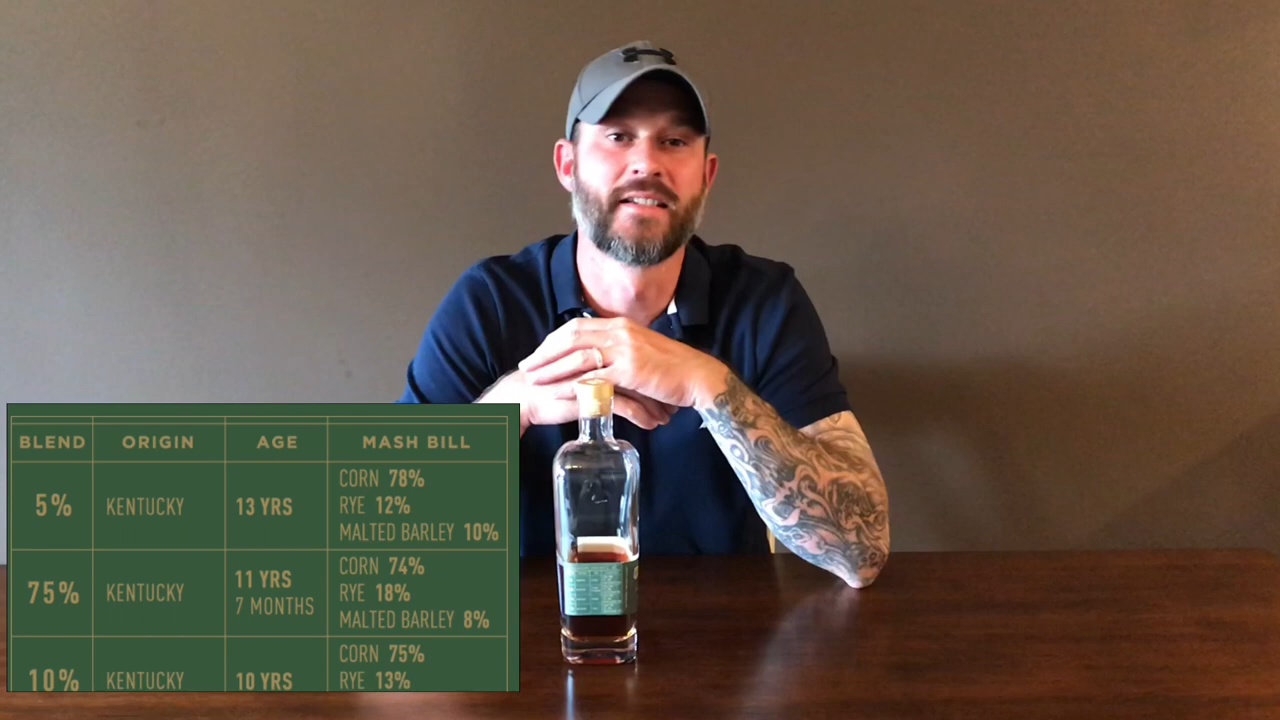 BLEND ORIGIN AGE MASH BILL
5% KENTUCKY 13 YRS CORN 78%
RYE 12%
MALTED BARLEY 10%
75% KENTUCKY 11 YRS 7 MONTHS CORN 74%
RYE 18%
MALTED BARLEY 8%
10% KENTUCKY 10 YRS CORN 75%
RYE 13%